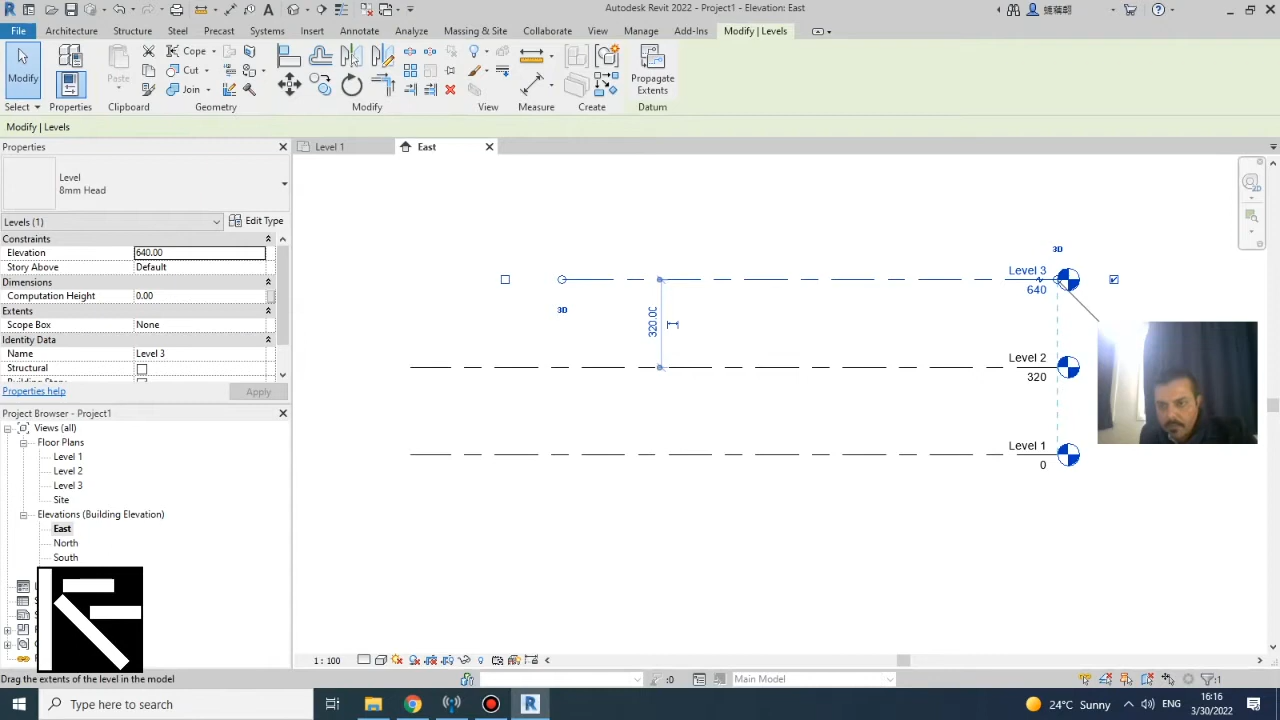 Autodesk Revit 2022 - Project1 - Elevation: East
File Architecture Structure Steel Precast Systems Insert Annotate Analyze Massing & Site Collaborate View Manage Add-Ins Modify | Levels
Modify Paste Cope Cut Join Propagate Extents
Select Properties Clipboard Geometry Modify View Measure Create Datum
Modify | Levels
Properties
Level 1 East
Level
8mm Head
Levels (1) Edit Type
Constraints
Elevation 640.00
Story Above Default
Dimensions
Computation Height 0.00
Extents
Scope Box None
Identity Data
Name Level 3
Structural
Properties help Apply
Project Browser - Project1
Views (all)
Floor Plans
Level 1
Level 2
Level 3
Site
Elevations (Building Elevation)
East
North
South
3D
Level 3
640
3D
320.00
Level 2
320
Level 1
0
1 : 100
Drag the extents of the level in the model
:0
Main Model
:1
Type here to search
24°C Sunny
ENG
16:16
3/30/2022